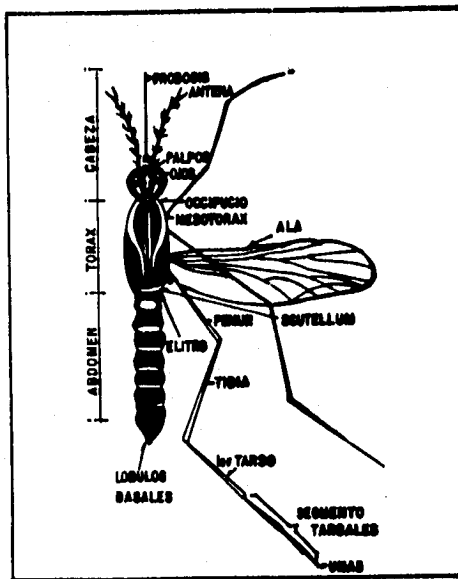 PROBOSIS
ANTENA
PALPOS
OJOS
OCCIPUCIO
MESOTORAX
ALA
CABEZA
TORAX
ABDOMEN
SCUTELLUM
FEMUR
ELITRO
TIBIA
LOBULOS
BASALES
1er TARSO
SEGMENTO
TARSALES
UÑAS